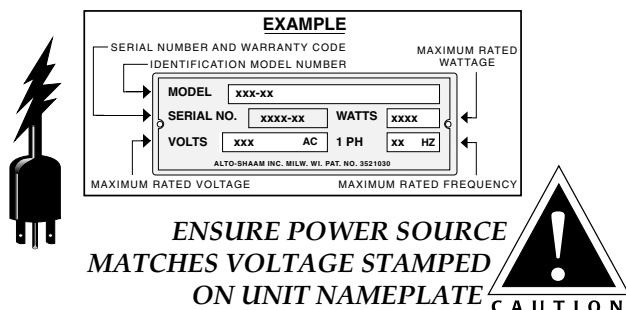 EXAMPLE
SERIAL NUMBER AND WARRANTY CODE
IDENTIFICATION MODEL NUMBER
MAXIMUM RATED
WATTAGE
MODEL xxx-xx
SERIAL NO. xxxx-xx WATTS xxxx
VOLTS xxx AC 1 PH xx HZ
ALTO-SHAAM INC. MILW. WI. PAT. NO. 3521030
MAXIMUM RATED VOLTAGE MAXIMUM RATED FREQUENCY
ENSURE POWER SOURCE
MATCHES VOLTAGE STAMPED
ON UNIT NAMEPLATE
!
CAUTION